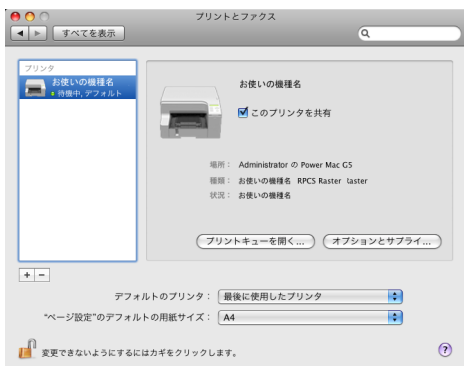 プリントとファクス
すべてを表示
プリンタ
お使いの機種名
待機中, デフォルト
お使いの機種名
このプリンタを共有
場所： Administrator の Power Mac G5
種類： お使いの機種名 RPCS Raster
状況： お使いの機種名
プリントキューを開く...
オプションとサプライ...
+ −
デフォルトのプリンタ： 最後に使用したプリンタ
"ページ設定"のデフォルトの用紙サイズ： A4
変更できないようにするにはカギをクリックします。
?